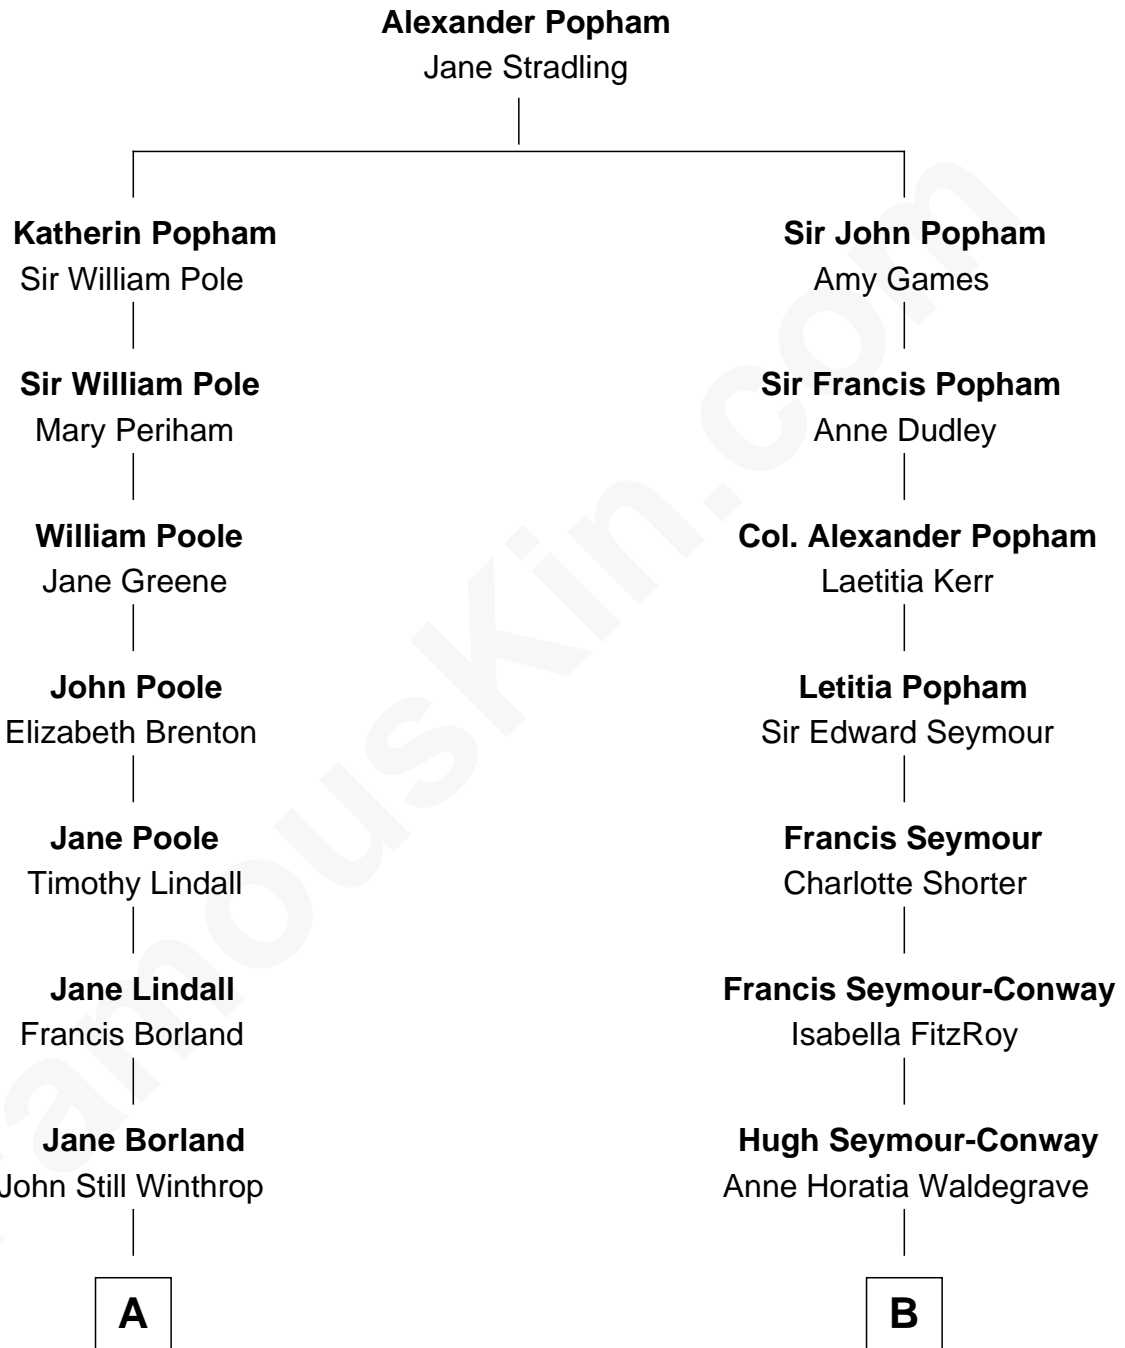 Alexander Popham
Jane Stradling
Katherin Popham
Sir William Pole
Sir John Popham
Amy Games
Sir William Pole
Mary Periham
Sir Francis Popham
Anne Dudley
William Poole
Jane Greene
Col. Alexander Popham
Laetitia Kerr
John Poole
Elizabeth Brenton
Letitia Popham
Sir Edward Seymour
Jane Poole
Timothy Lindall
Francis Seymour
Charlotte Shorter
Jane Lindall
Francis Borland
Francis Seymour-Conway
Isabella FitzRoy
Jane Borland
John Still Winthrop
Hugh Seymour-Conway
Anne Horatia Waldegrave
A
B
FamousKin.com